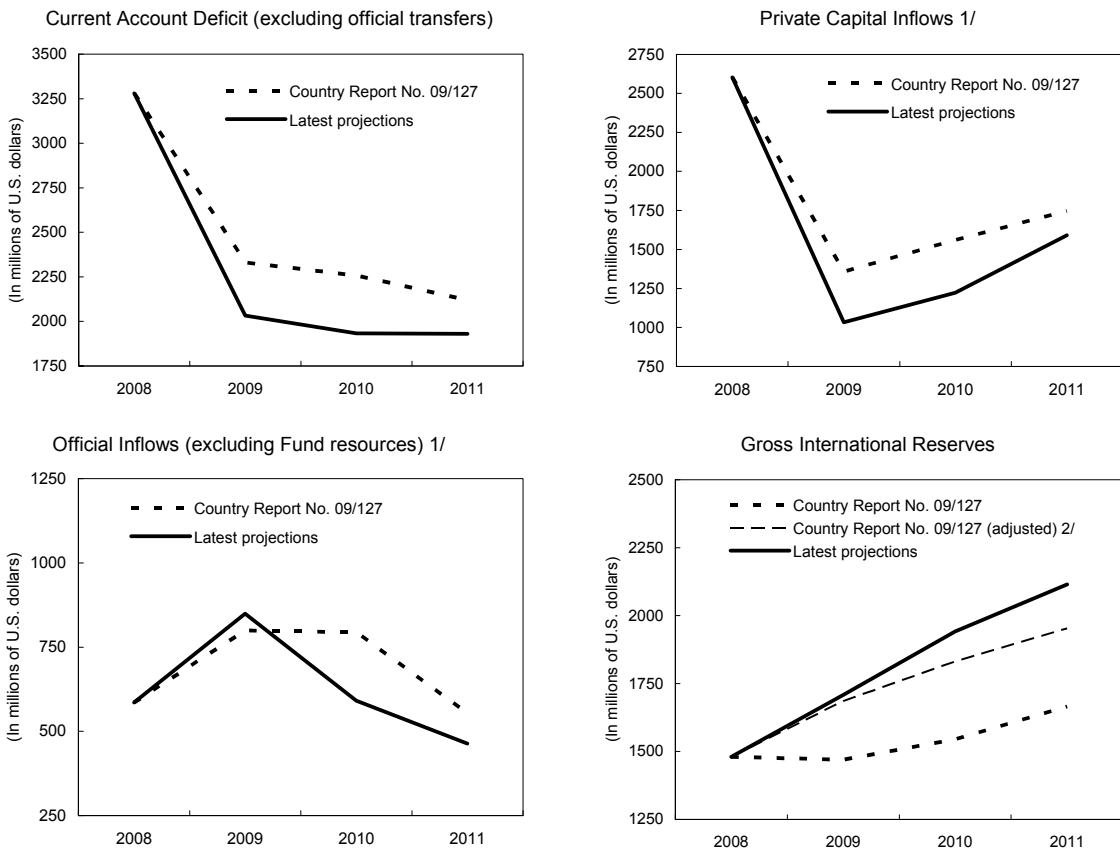 Current Account Deficit (excluding official transfers)
(In millions of U.S. dollars)
3500
3250
3000
2750
2500
2250
2000
1750
Country Report No. 09/127
Latest projections
2008 2009 2010 2011
Private Capital Inflows 1/
(In millions of U.S. dollars)
2750
2500
2250
2000
1750
1500
1250
1000
750
Country Report No. 09/127
Latest projections
2008 2009 2010 2011
Official Inflows (excluding Fund resources) 1/
(In millions of U.S. dollars)
1250
1000
750
500
250
Country Report No. 09/127
Latest projections
2008 2009 2010 2011
Gross International Reserves
(In millions of U.S. dollars)
2500
2250
2000
1750
1500
1250
Country Report No. 09/127
Country Report No. 09/127 (adjusted) 2/
Latest projections
2008 2009 2010 2011